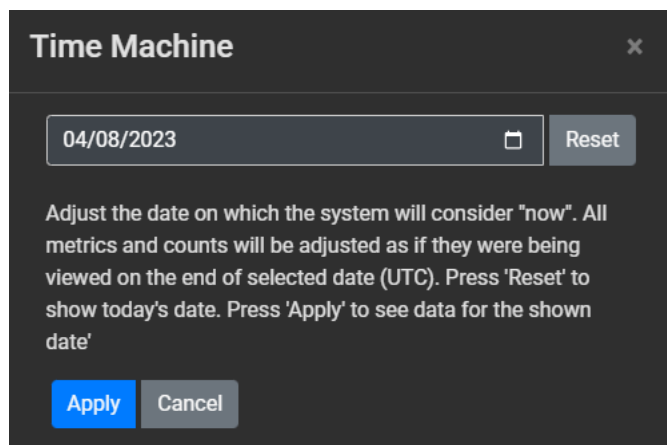 Time Machine
×
04/08/2023
Reset
Adjust the date on which the system will consider "now". All
metrics and counts will be adjusted as if they were being
viewed on the end of selected date (UTC). Press 'Reset' to
show today's date. Press 'Apply' to see data for the shown
date'
Apply
Cancel